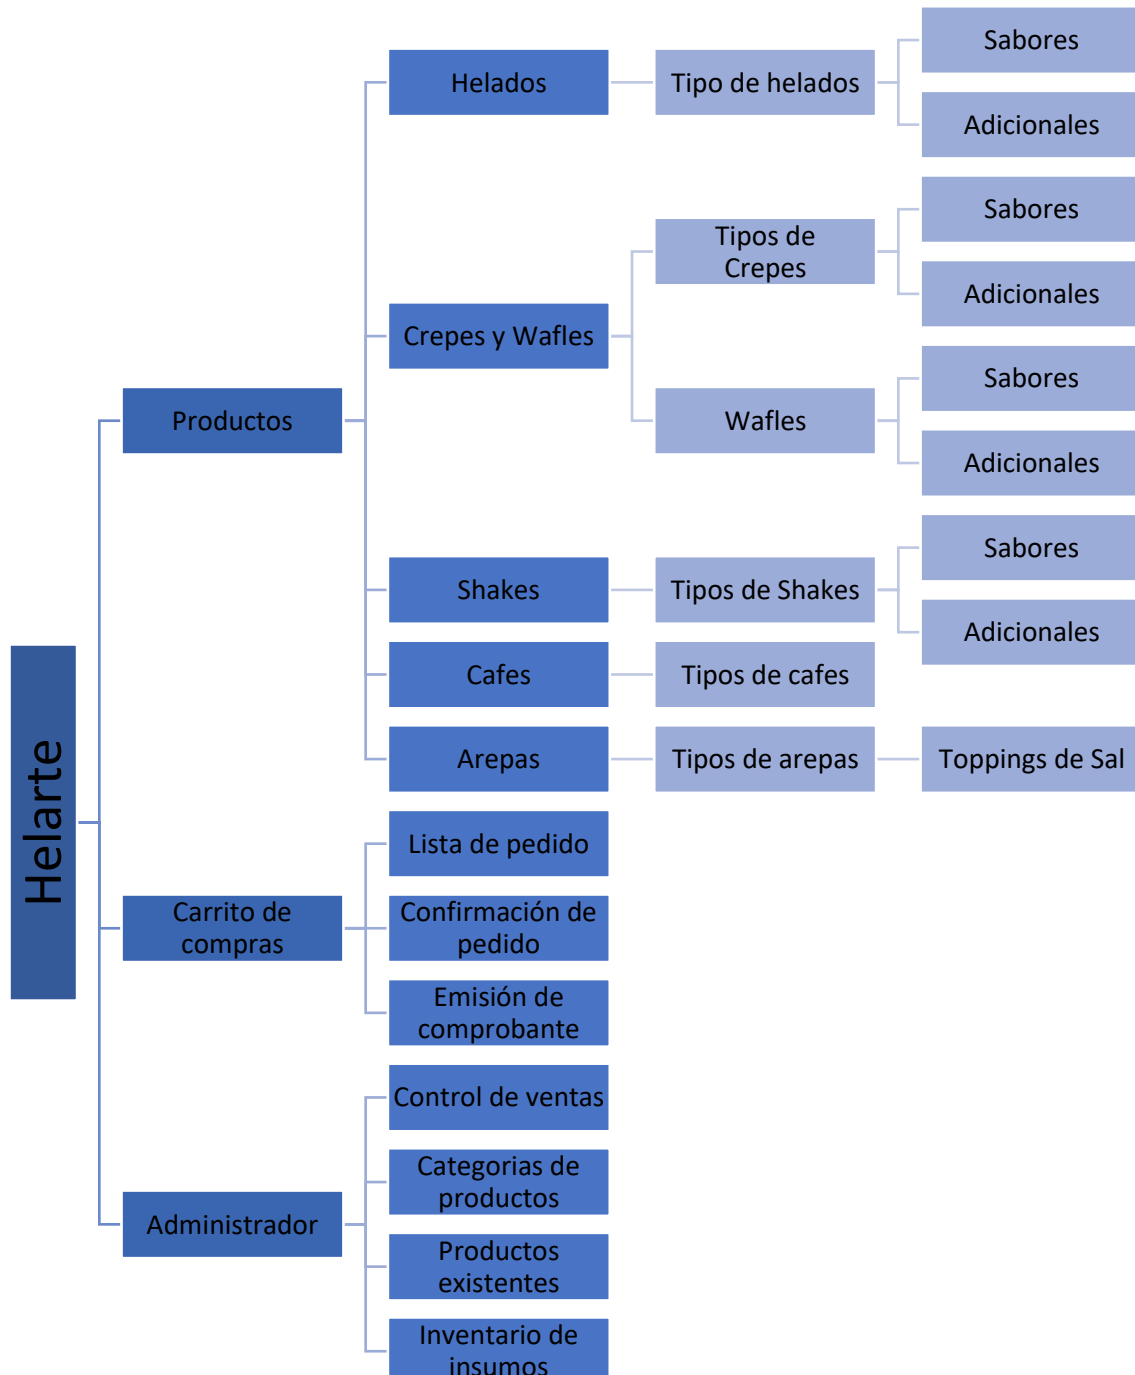 Helarte
Productos
Helados
Tipo de helados
Sabores
Adicionales
Crepes y Wafles
Tipos de
Crepes
Sabores
Adicionales
Wafles
Sabores
Adicionales
Shakes
Tipos de Shakes
Sabores
Adicionales
Cafes
Tipos de cafes
Arepas
Tipos de arepas
Toppings de Sal
Carrito de
compras
Lista de pedido
Confirmación de
pedido
Emisión de
comprobante
Administrador
Control de ventas
Categorias de
productos
Productos
existentes
Inventario de
insumos